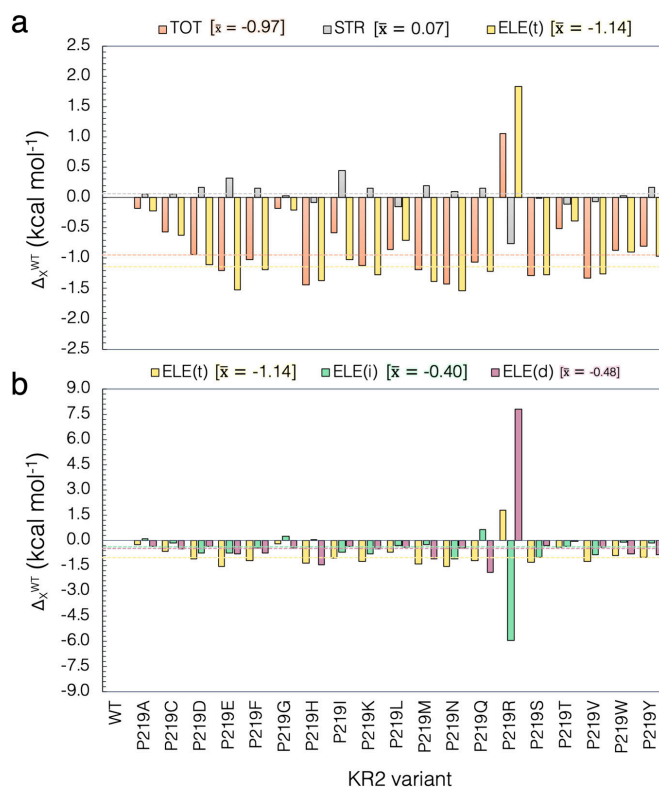 a
TOT [x̄ = -0.97] STR [x̄ = 0.07] ELE(t) [x̄ = -1.14]
2.5
2.0
1.5
1.0
0.5
0.0
-0.5
-1.0
-1.5
-2.0
-2.5
Δχᵂᵀ (kcal mol⁻¹)
b
ELE(t) [x̄ = -1.14] ELE(i) [x̄ = -0.40] ELE(d) [x̄ = -0.48]
9.0
7.5
6.0
4.5
3.0
1.5
0.0
-1.5
-3.0
-4.5
-6.0
-7.5
-9.0
Δχᵂᵀ (kcal mol⁻¹)
WT
P219A
P219C
P219D
P219E
P219F
P219G
P219H
P219I
P219K
P219L
P219M
P219N
P219Q
P219R
P219S
P219T
P219V
P219W
P219Y
KR2 variant